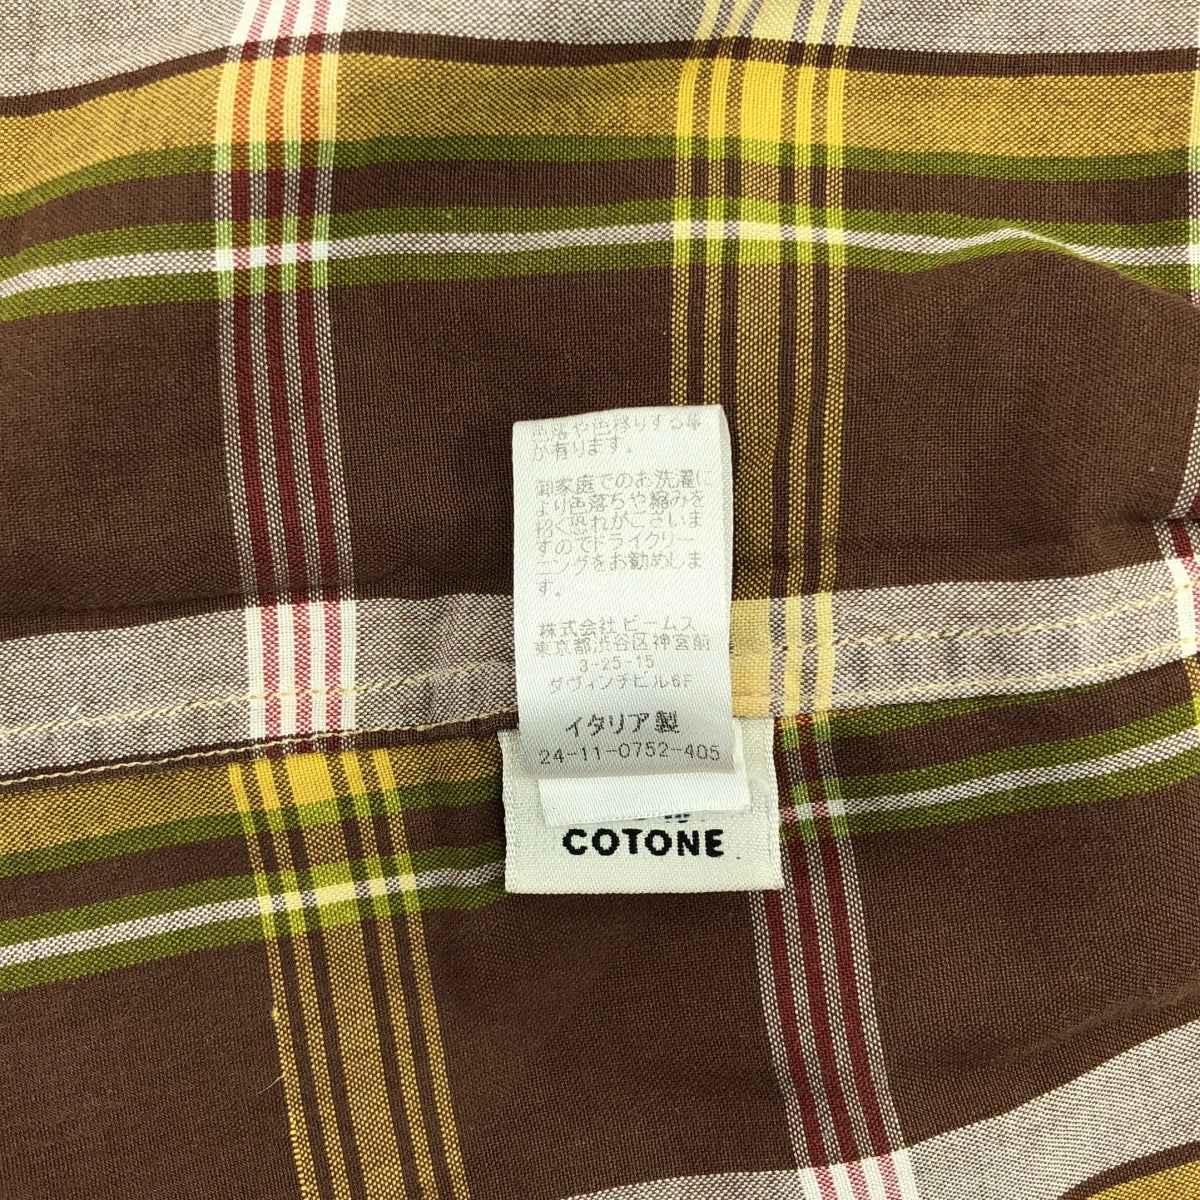 色落や色移りする事
が有ります。
御家庭でのお洗濯に
より色落ちや縮みを
招く恐れがございま
すのでドライクリー
ニングをお勧めしま
す。
株式会社ビームス
東京都渋谷区神宮前
3-25-15
ダヴィンチビル6F
イタリア製
24-11-0752-405
COTONE